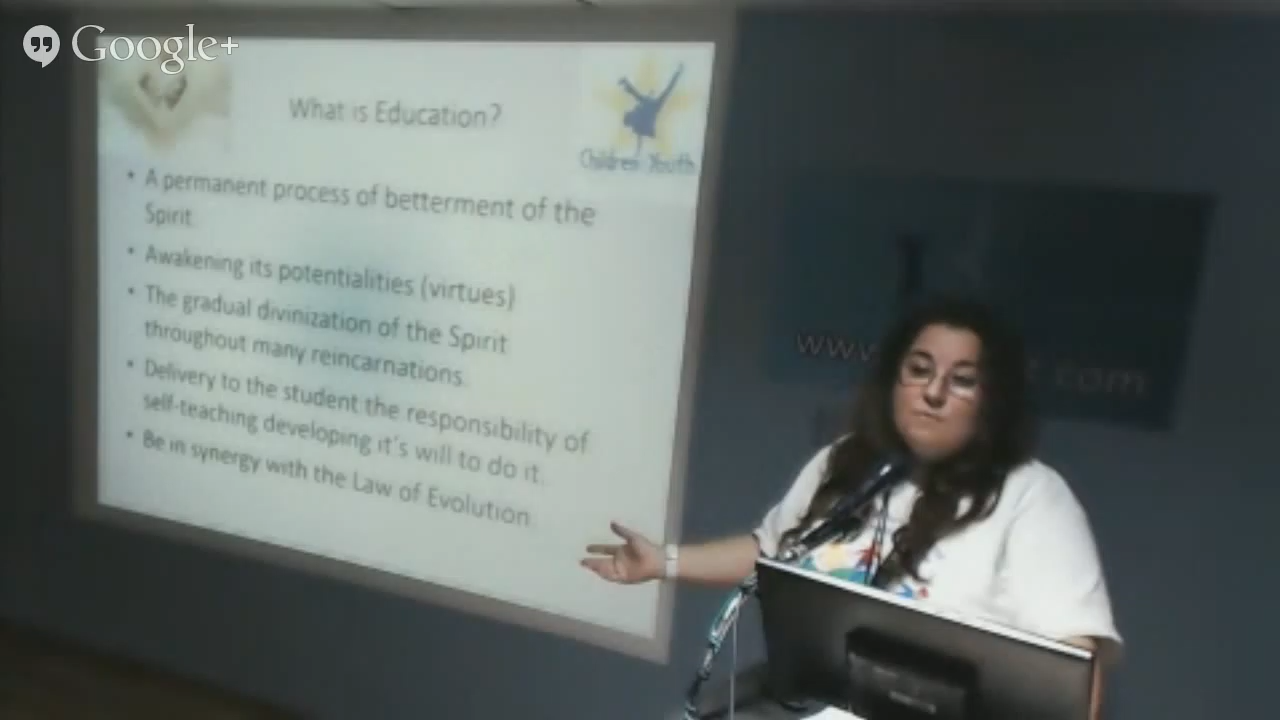 Google+
What is Education?
Children Youth
• A permanent process of betterment of the
Spirit.
• Awakening its potentialities (virtues)
• The gradual divinization of the Spirit
throughout many reincarnations.
• Delivery to the student the responsibility of
self-teaching developing it's will to do it.
• Be in synergy with the Law of Evolution.
www
com